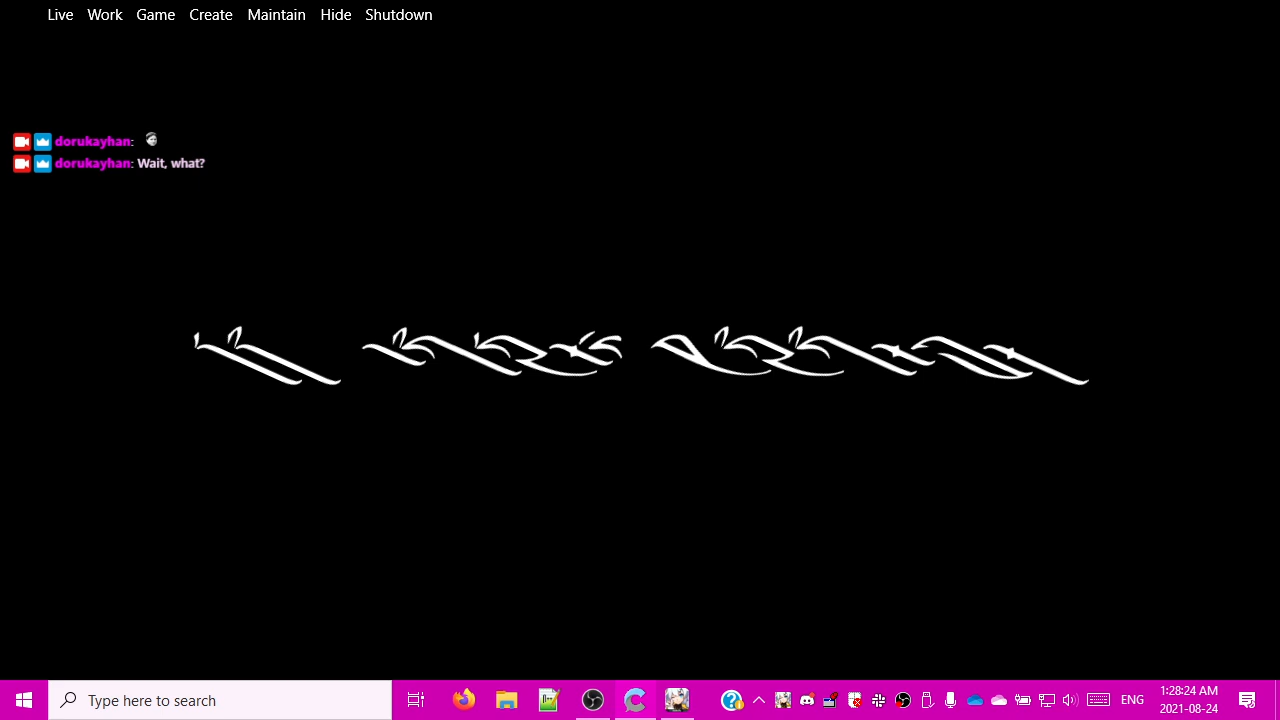 Live Work Game Create Maintain Hide Shutdown
dorukayhan:
dorukayhan: Wait, what?
Type here to search
ENG
1:28:24 AM
2021-08-24